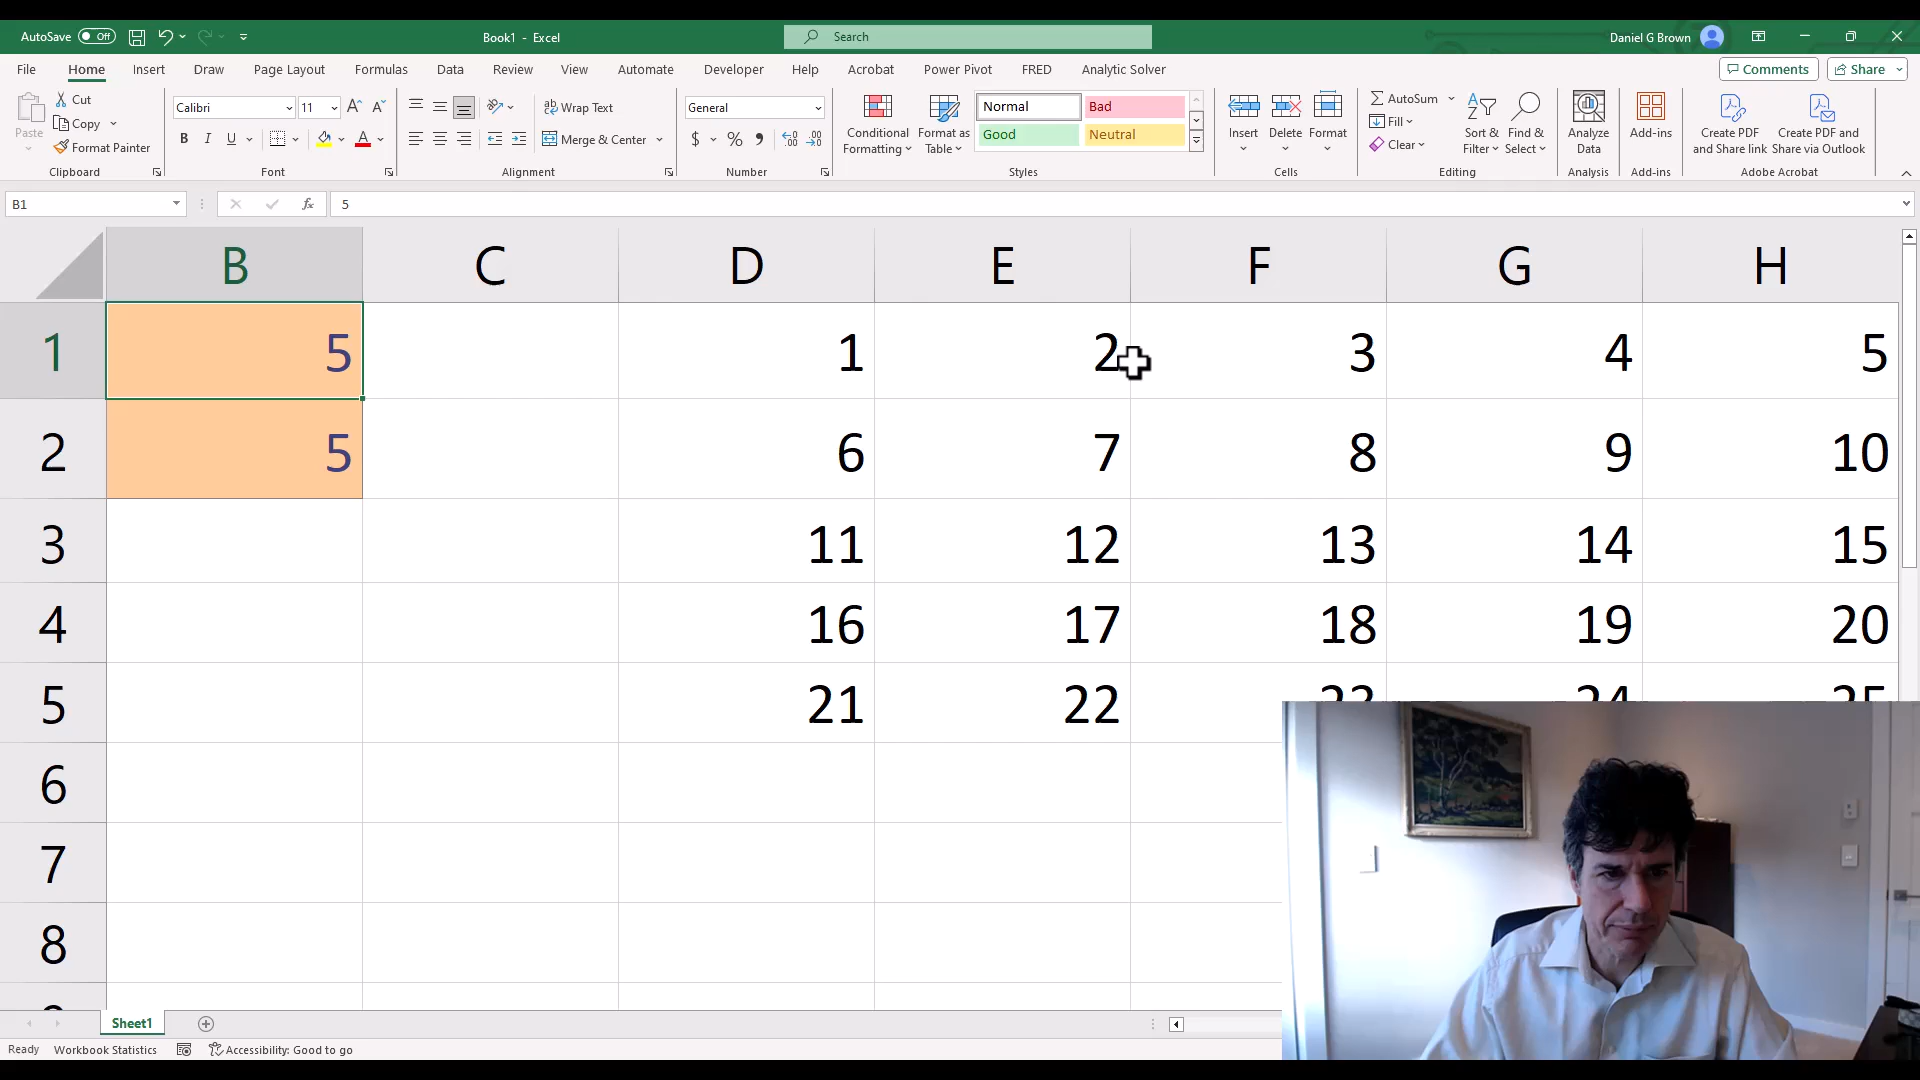 AutoSave Off Book1 - Excel Search Daniel G Brown
File Home Insert Draw Page Layout Formulas Data Review View Automate Developer Help Acrobat Power Pivot FRED Analytic Solver Comments Share
Paste Cut Copy Format Painter
Clipboard
Calibri 11
B I U A
Font
ab Wrap Text
Merge & Center
Alignment
General
$ % 9
Number
Conditional Formatting
Format as Table
Normal Bad
Good Neutral
Styles
Insert Delete Format
Cells
AutoSum
Fill
Clear
Sort & Filter
Find & Select
Editing
Analyze Data
Analysis
Add-ins
Add-ins
Create PDF and Share link
Create PDF and Share via Outlook
Adobe Acrobat
B1 fx 5
B C D E F G H
1 5 1 2 3 4 5
2 5 6 7 8 9 10
3 11 12 13 14 15
4 16 17 18 19 20
5 21 22 23 24 25
6
7
8
Sheet1
Ready Workbook Statistics Accessibility: Good to go